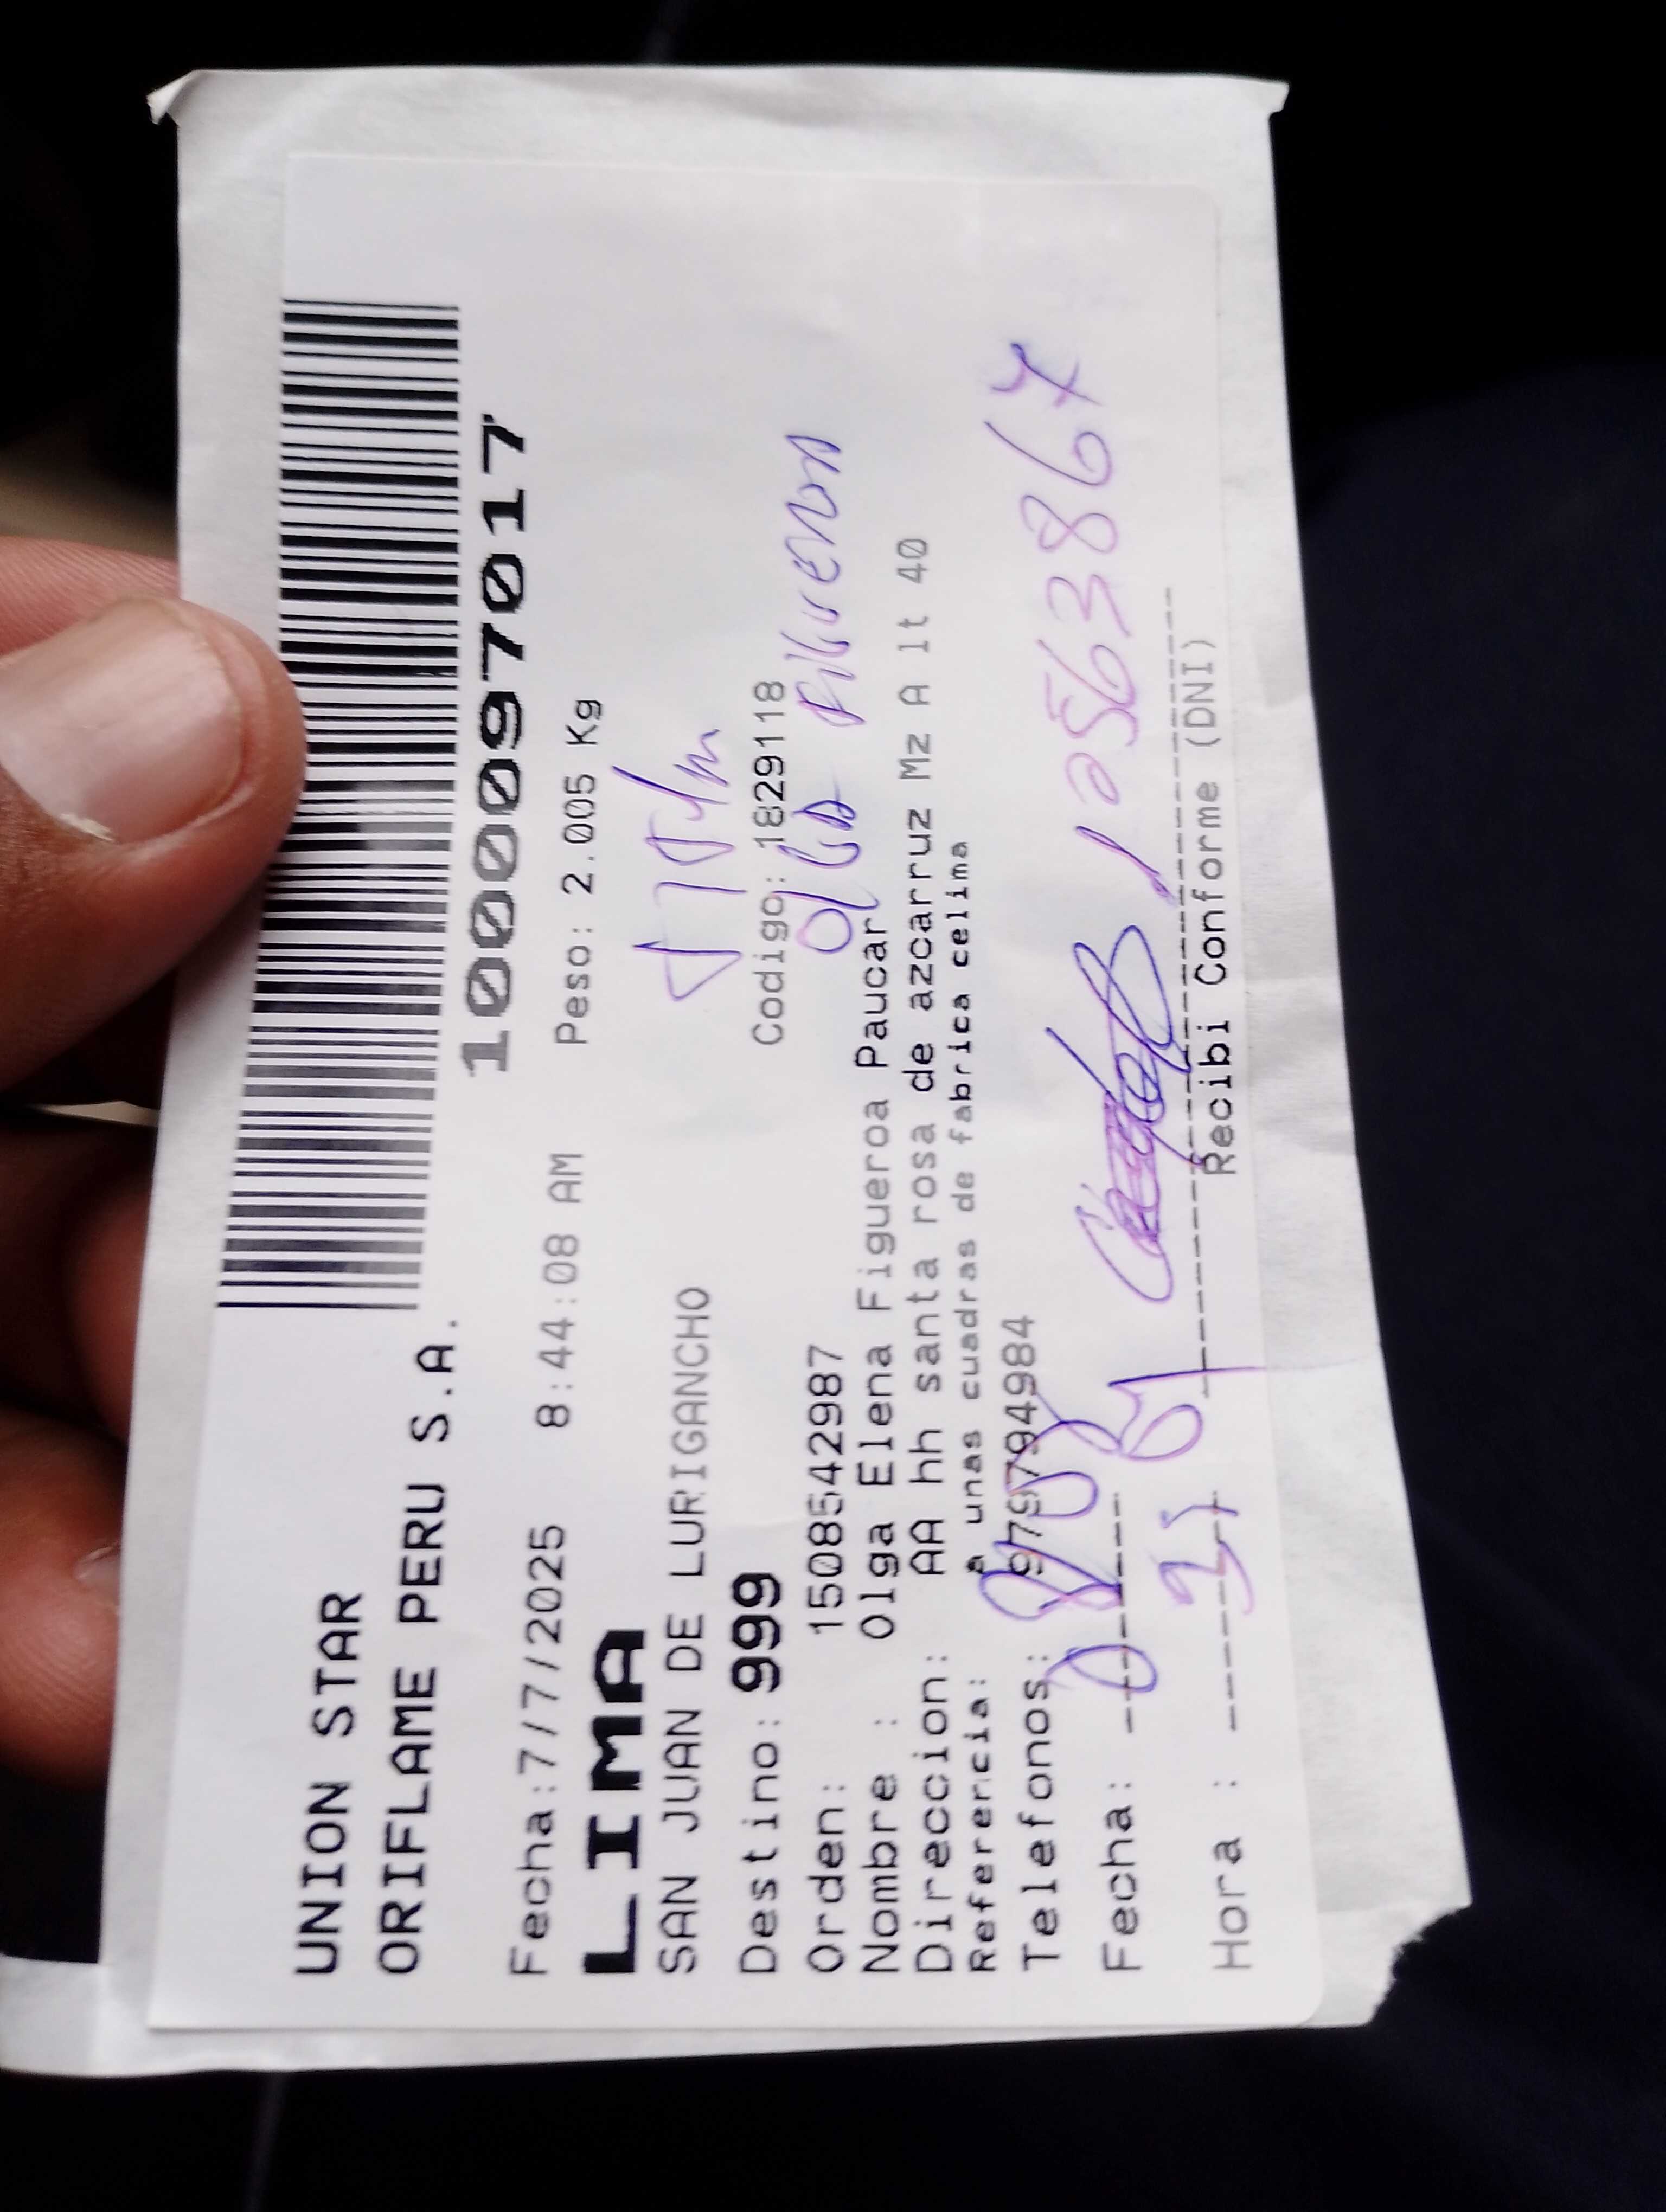 UNION STAR
ORIFLAME PERU S.A.
1000097017
Fecha:7/7/2025 8:44:08 AM Peso: 2.005 Kg
LIMA
SAN JUAN DE LURIGANCHO
Destino: 999 Codigo: 1829118
Orden: 1508542987
Nombre : Olga Elena Figueroa Paucar
Direccion: AA hh santa rosa de azcarruz Mz A lt 40
Referencia: a unas cuadras de fabrica celima
Telefonos: 979794984
Fecha:
Hora :
Recibi Conforme (DNI)